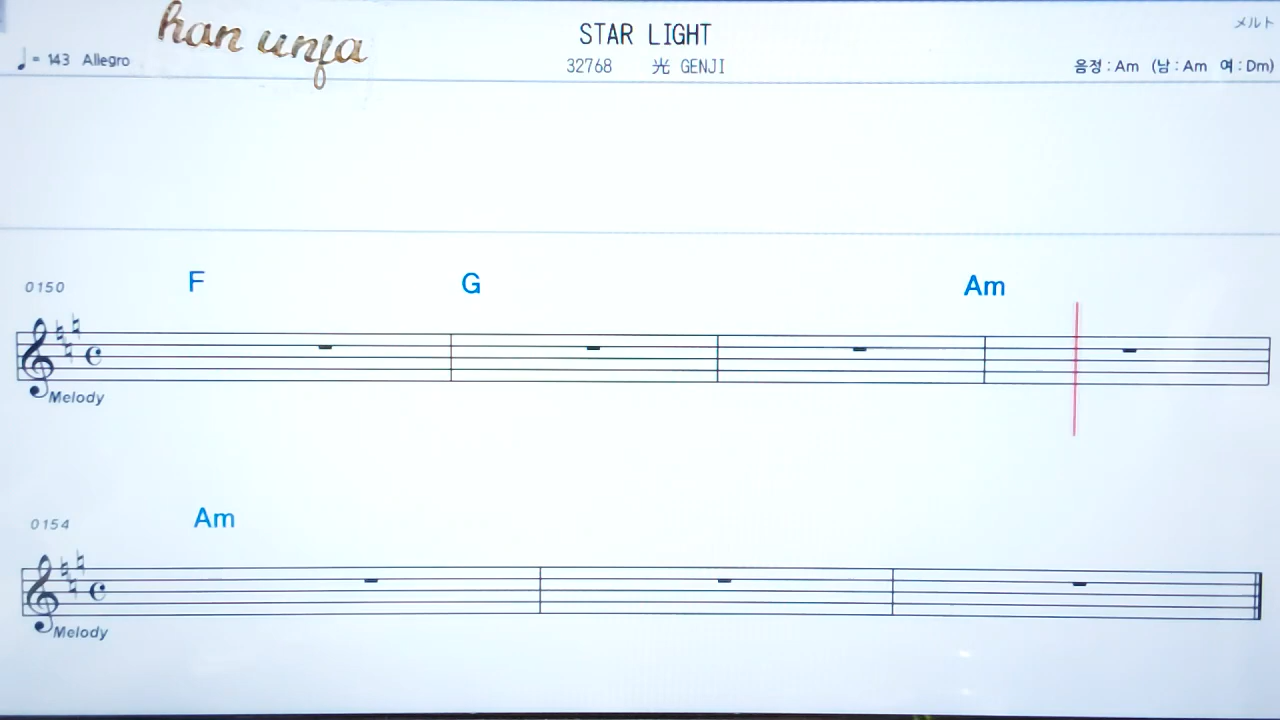 han unfa
STAR LIGHT
メルト
♩= 143 Allegro
32768 光 GENJI
음정 : Am (남 : Am 여 : Dm)
0150 F G Am
Melody
0154 Am
Melody